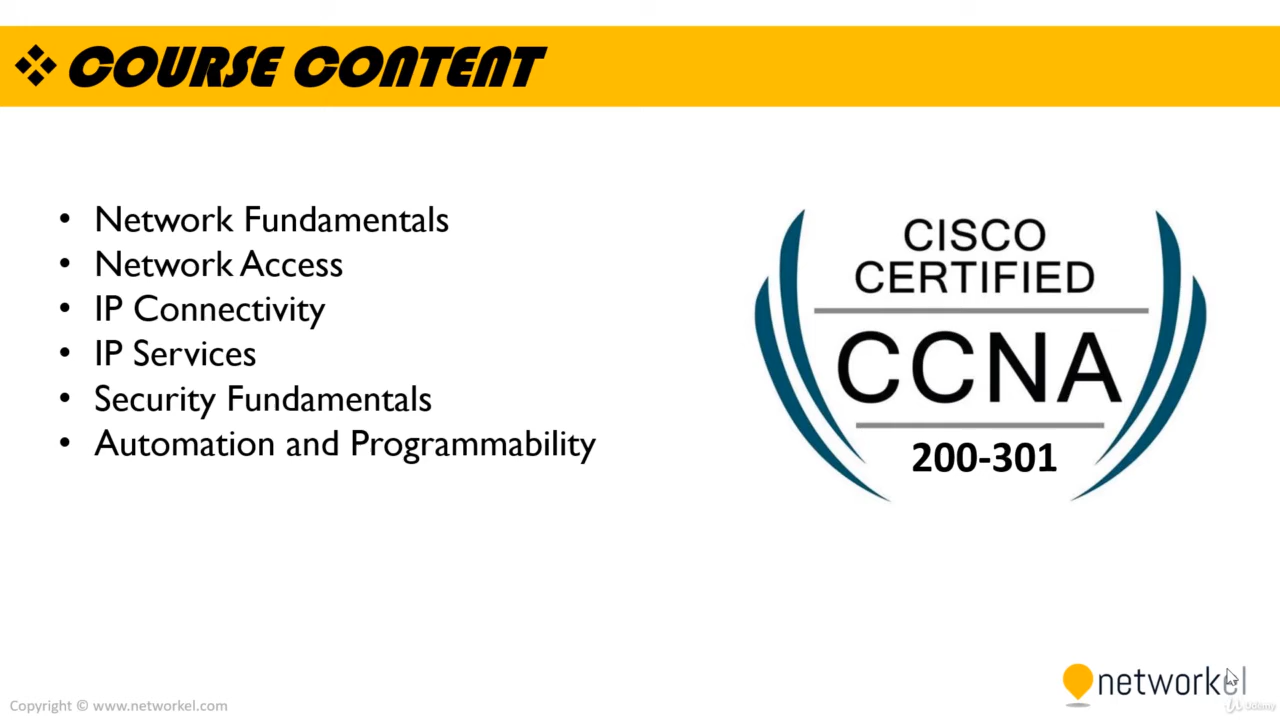 COURSE CONTENT
• Network Fundamentals
• Network Access
• IP Connectivity
• IP Services
• Security Fundamentals
• Automation and Programmability
CISCO
CERTIFIED
CCNA
200-301
networkel
Copyright © www.networkel.com
Udemy